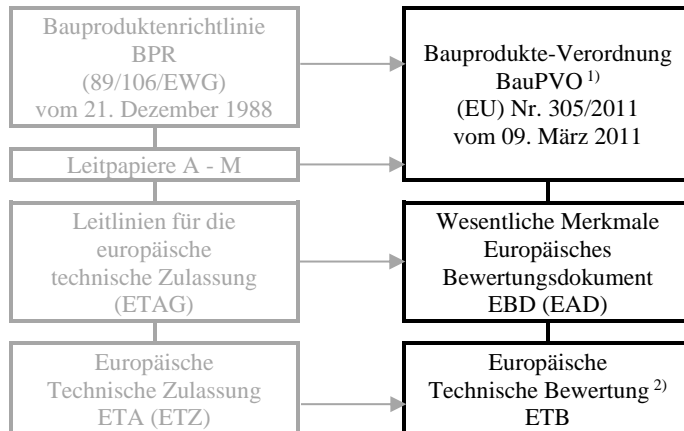 Bauproduktenrichtlinie
BPR
(89/106/EWG)
vom 21. Dezember 1988
Bauprodukte-Verordnung
BauPVO 1)
(EU) Nr. 305/2011
vom 09. März 2011
Leitpapiere A - M
Leitlinien für die
europäische
technische Zulassung
(ETAG)
Wesentliche Merkmale
Europäisches
Bewertungsdokument
EBD (EAD)
Europäische
Technische Zulassung
ETA (ETZ)
Europäische
Technische Bewertung 2)
ETB